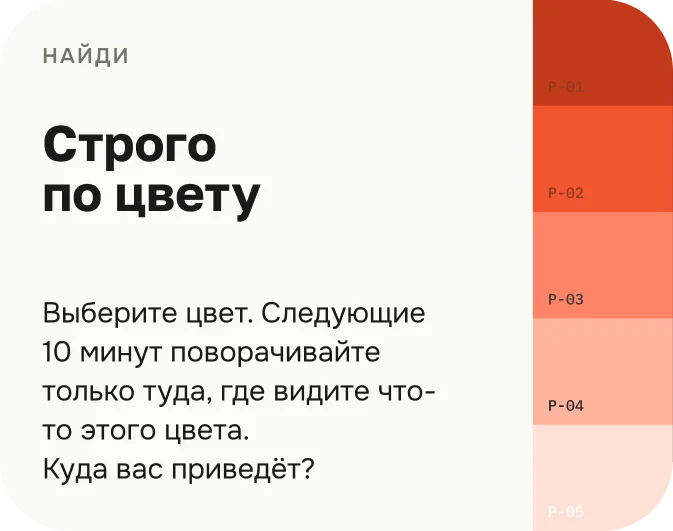 НАЙДИ
Строго
по цвету
Выберите цвет. Следующие
10 минут поворачивайте
только туда, где видите что-
то этого цвета.
Куда вас приведёт?
P-01
P-02
P-03
P-04
P-05